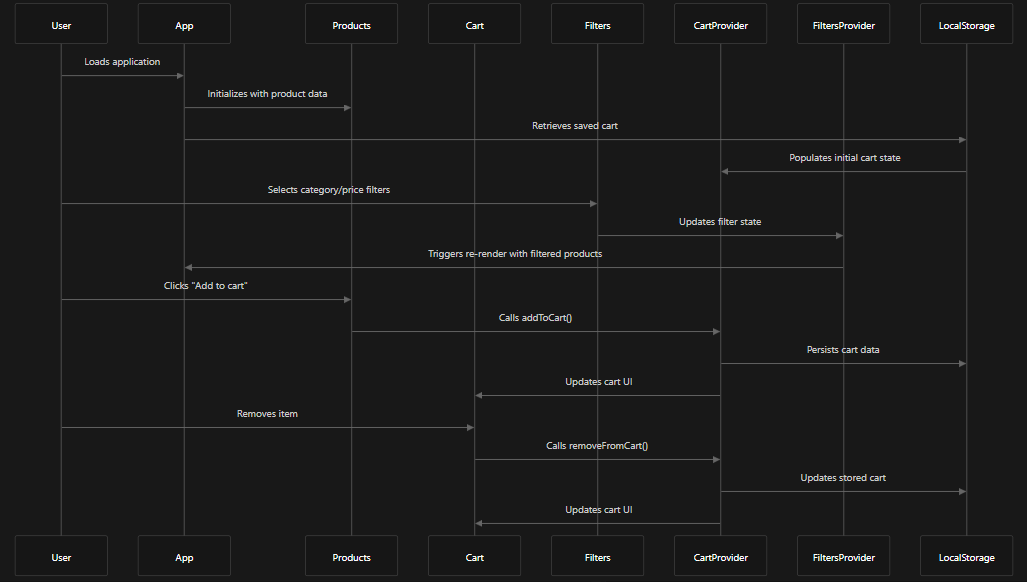 User App Products Cart Filters CartProvider FiltersProvider LocalStorage
Loads application
Initializes with product data
Retrieves saved cart
Populates initial cart state
Selects category/price filters
Updates filter state
Triggers re-render with filtered products
Clicks "Add to cart"
Calls addToCart()
Persists cart data
Updates cart UI
Removes item
Calls removeFromCart()
Updates stored cart
Updates cart UI
User App Products Cart Filters CartProvider FiltersProvider LocalStorage